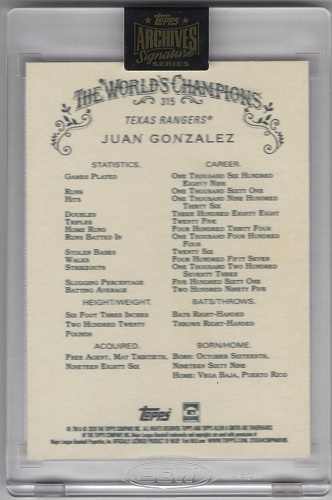 Topps
ARCHIVES
Signature
SERIES
THE WORLD'S CHAMPIONS
315
TEXAS RANGERS®
JUAN GONZALEZ
STATISTICS. CAREER.
Games Played One Thousand Six Hundred
Eighty Nine
Runs One Thousand Sixty One
Hits One Thousand Nine Hundred
Thirty Six
Doubles Three Hundred Eighty Eight
Triples Twenty Five
Home Runs Four Hundred Thirty Four
Runs Batted In One Thousand Four Hundred
Four
Stolen Bases Twenty Six
Walks Four Hundred Fifty Seven
Strikeouts One Thousand Two Hundred
Seventy Three
Slugging Percentage Five Hundred Sixty One
Batting Average Two Hundred Ninety Five
HEIGHT/WEIGHT. BATS/THROWS.
Six Foot Three Inches Bats Right-Handed
Two Hundred Twenty Throws Right-Handed
Pounds
ACQUIRED. BORN/HOME.
Free Agent, May Thirtieth, Born: October Sixteenth,
Nineteen Eighty Six Nineteen Sixty Nine
Home: Vega Baja, Puerto Rico
Topps